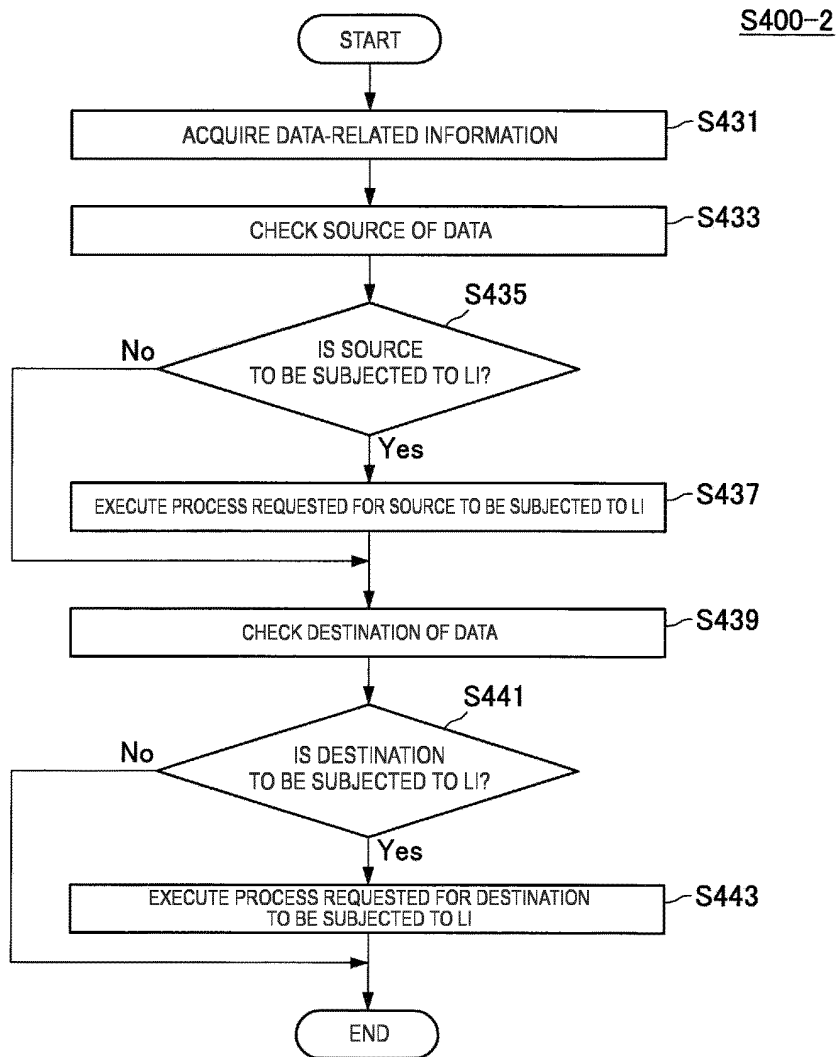 S400-2
START
ACQUIRE DATA-RELATED INFORMATION
S431
CHECK SOURCE OF DATA
S433
S435
No
IS SOURCE
TO BE SUBJECTED TO LI?
Yes
EXECUTE PROCESS REQUESTED FOR SOURCE TO BE SUBJECTED TO LI
S437
CHECK DESTINATION OF DATA
S439
S441
No
IS DESTINATION
TO BE SUBJECTED TO LI?
Yes
EXECUTE PROCESS REQUESTED FOR DESTINATION
TO BE SUBJECTED TO LI
S443
END